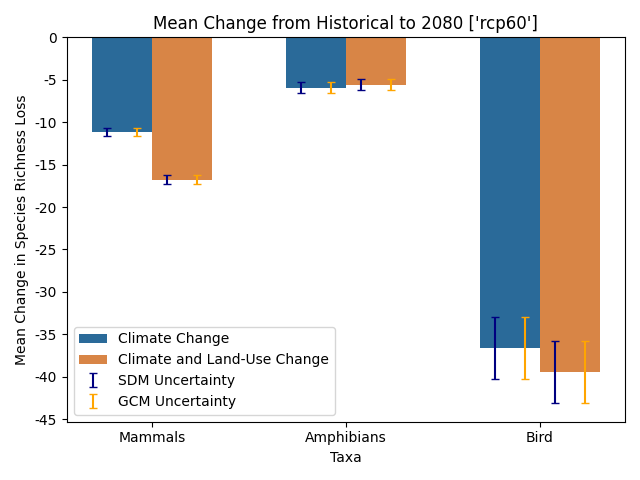 Mean Change from Historical to 2080 ['rcp60']
Mean Change in Species Richness Loss
0
-5
-10
-15
-20
-25
-30
-35
-40
-45
Climate Change
Climate and Land-Use Change
SDM Uncertainty
GCM Uncertainty
Mammals
Amphibians
Bird
Taxa